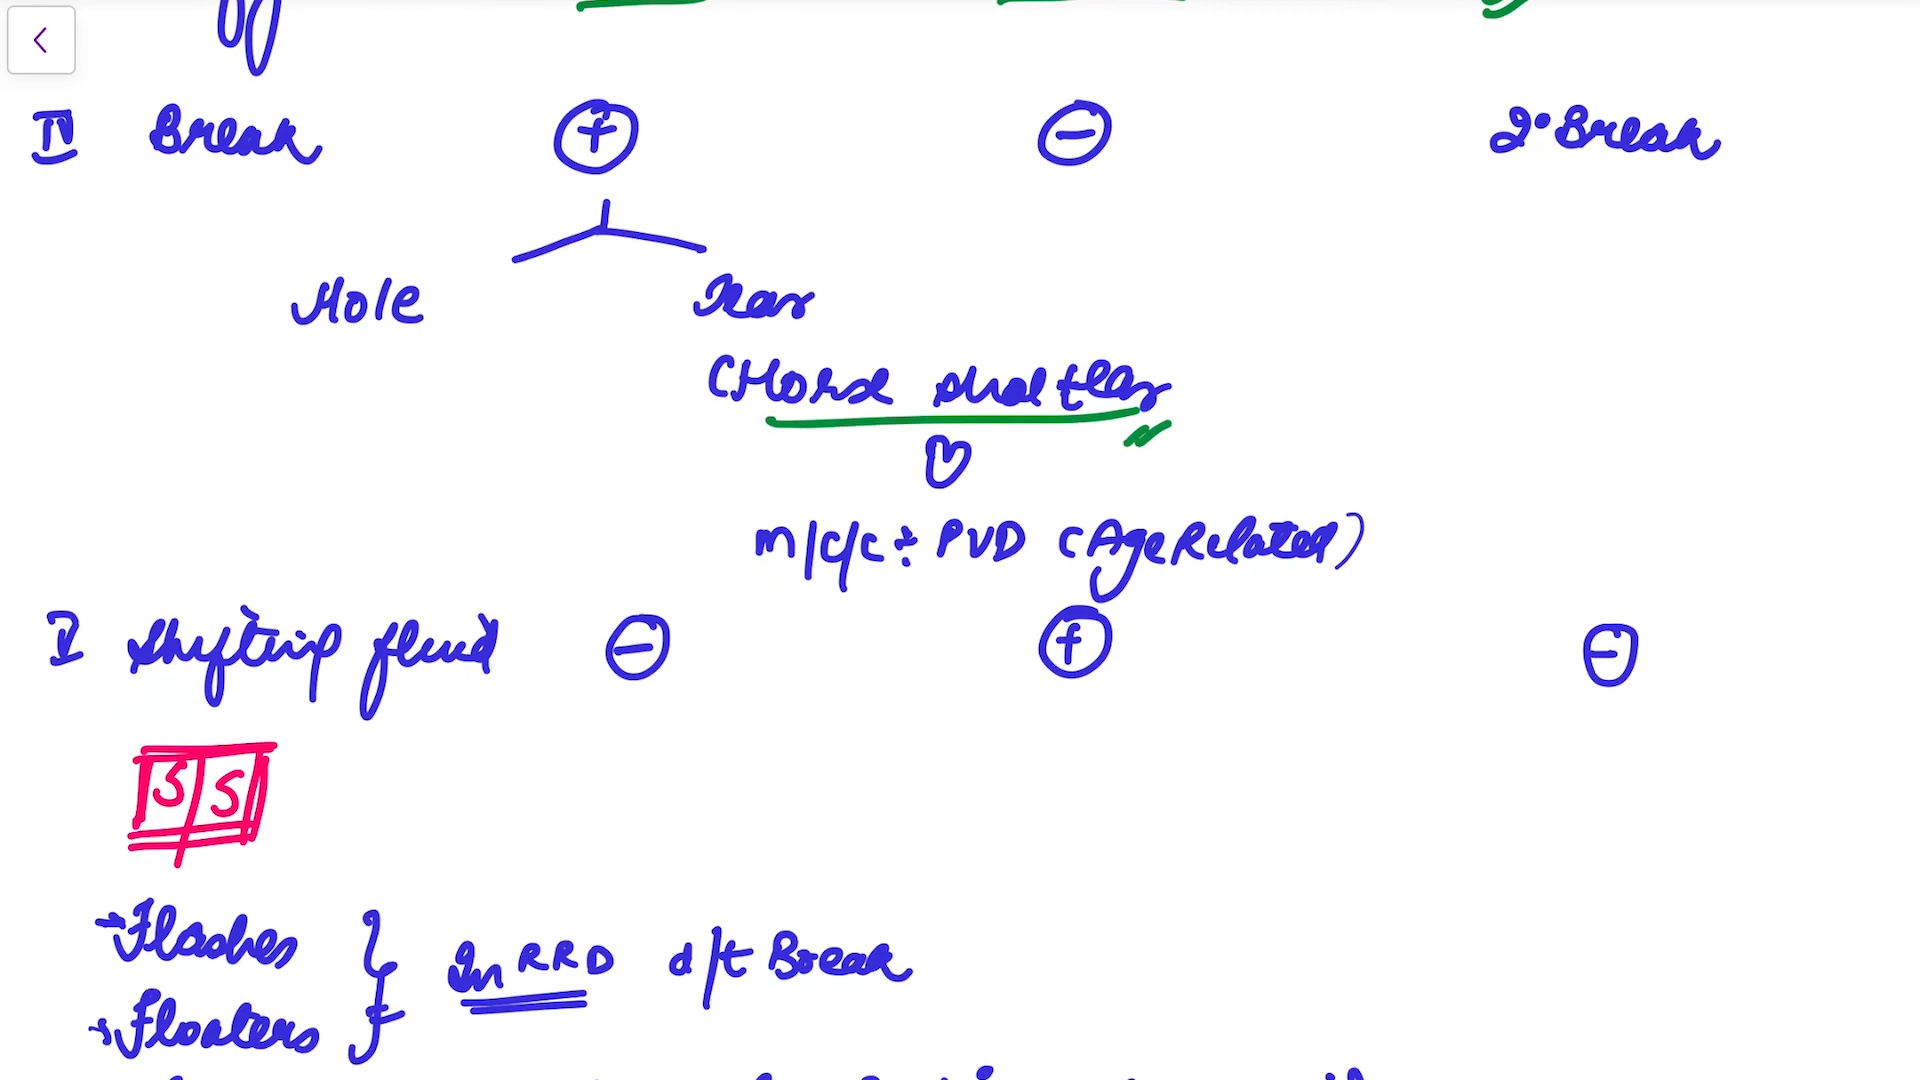 IV Break + − 2° Break
Hole Tear
(Horse shoe tear
m/c/c ÷ PVD (Age Related)
V Shifting fluid − + −
S/S
→ Flashes
In RRD d/t Break
→ Floaters